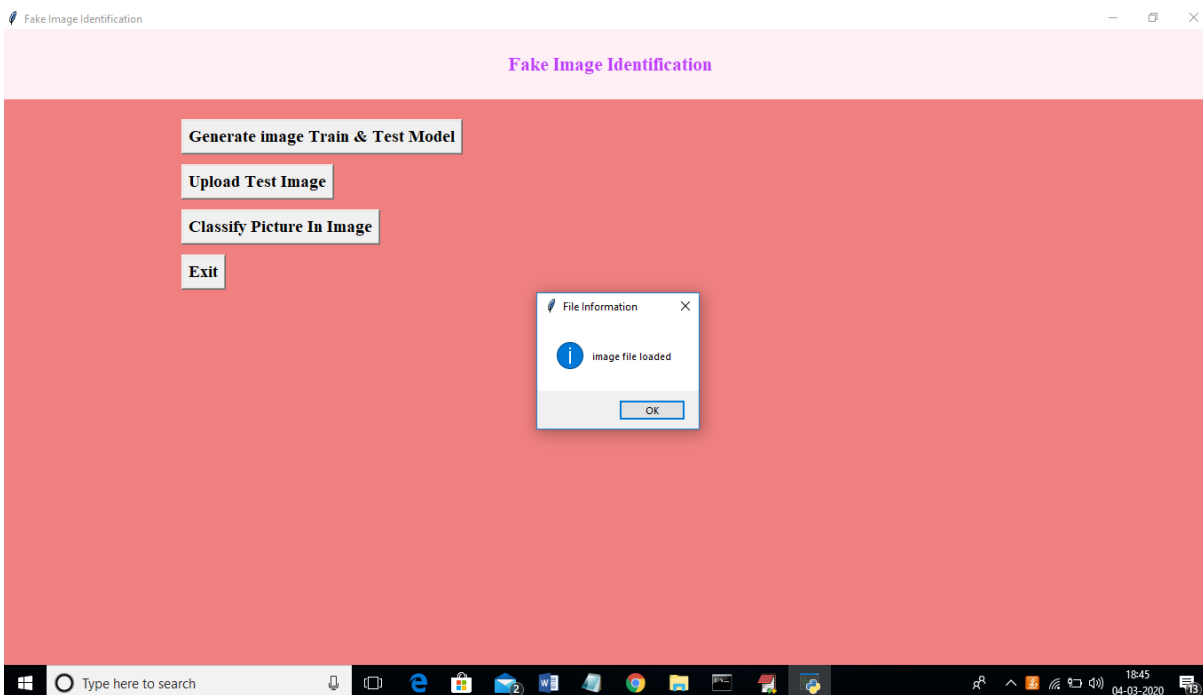 Fake Image Identification
Fake Image Identification
Generate image Train & Test Model
Upload Test Image
Classify Picture In Image
Exit
File Information
image file loaded
OK
Type here to search
2
18:45
04-03-2020